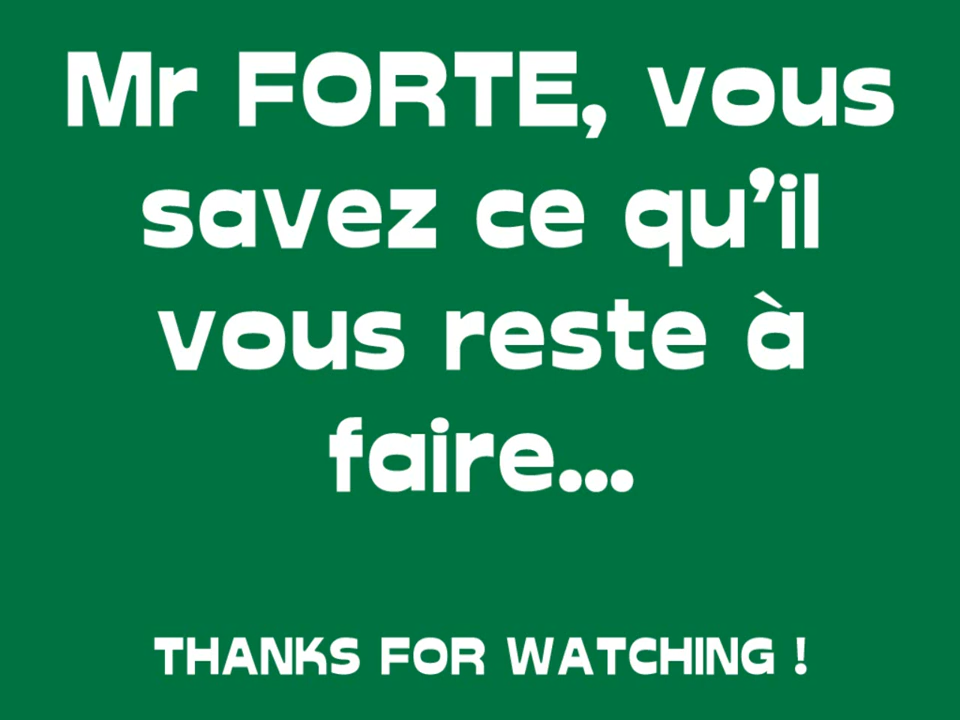 Mr FORTE, vous
savez ce qu’il
vous reste à
faire...
THANKS FOR WATCHING !